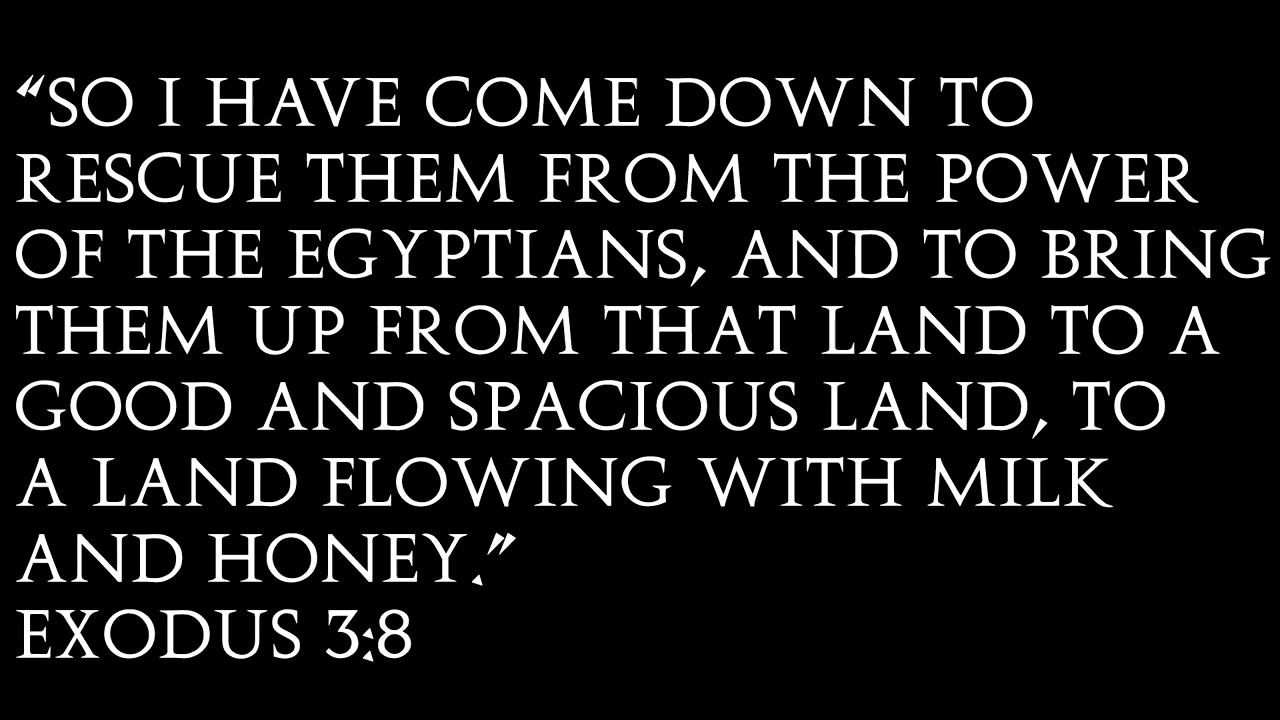 “SO I HAVE COME DOWN TO
RESCUE THEM FROM THE POWER
OF THE EGYPTIANS, AND TO BRING
THEM UP FROM THAT LAND TO A
GOOD AND SPACIOUS LAND, TO
A LAND FLOWING WITH MILK
AND HONEY.”
EXODUS 3:8